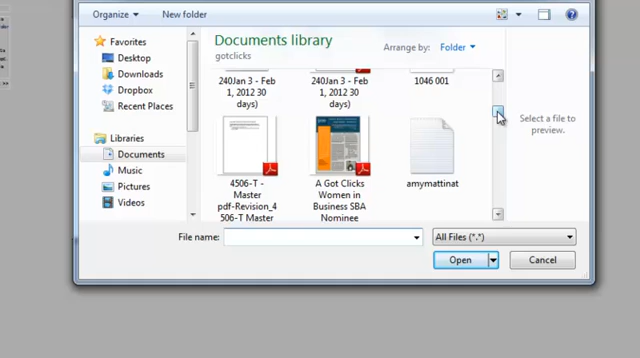 Organize
New folder
Favorites
Desktop
Downloads
Dropbox
Recent Places
Libraries
Documents
Music
Pictures
Videos
Documents library
gotclicks
Arrange by: Folder
240Jan 3 - Feb
1, 2012 30
days)
240Jan 3 - Feb
1, 2012 30
days)
1046 001
4506-T -
Master
pdf-Revision_4
506-T Master
A Got Clicks
Women in
Business SBA
Nominee
amymattinat
Select a file to
preview.
File name:
All Files (*.*)
Open
Cancel